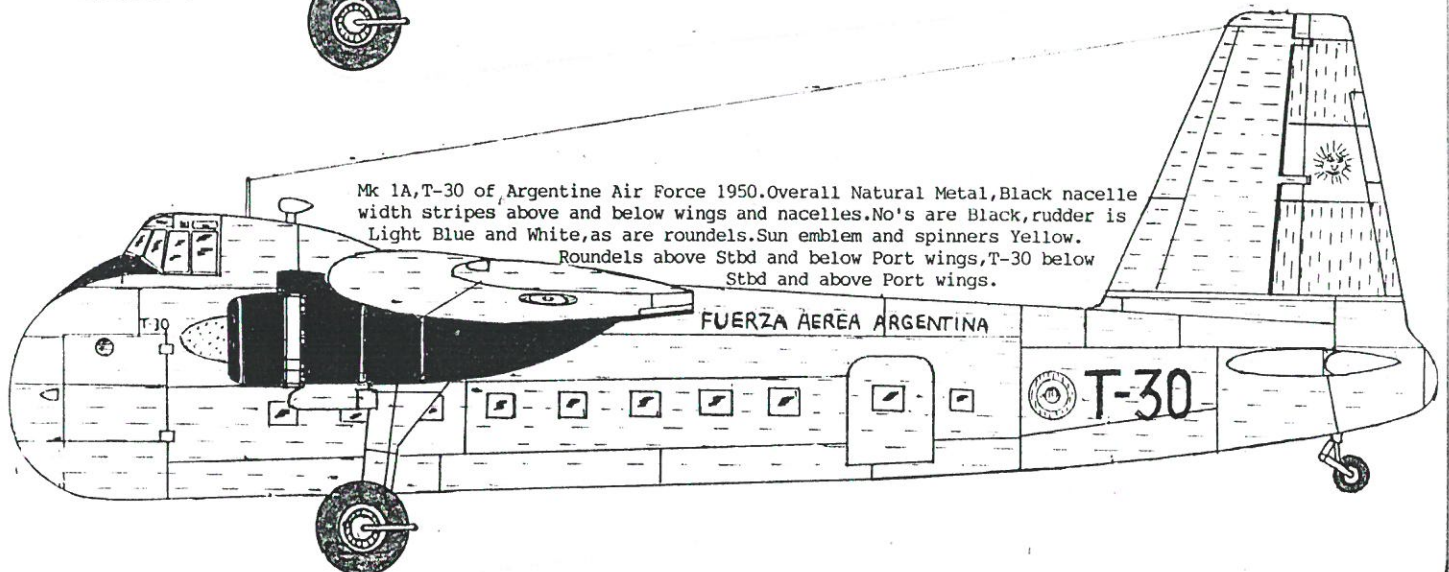 Mk 1A,T-30 of Argentine Air Force 1950.Overall Natural Metal,Black nacelle
width stripes above and below wings and nacelles.No's are Black,rudder is
Light Blue and White,as are roundels.Sun emblem and spinners Yellow.
Roundels above Stbd and below Port wings,T-30 below
Stbd and above Port wings.
T-30
FUERZA AEREA ARGENTINA
T-30